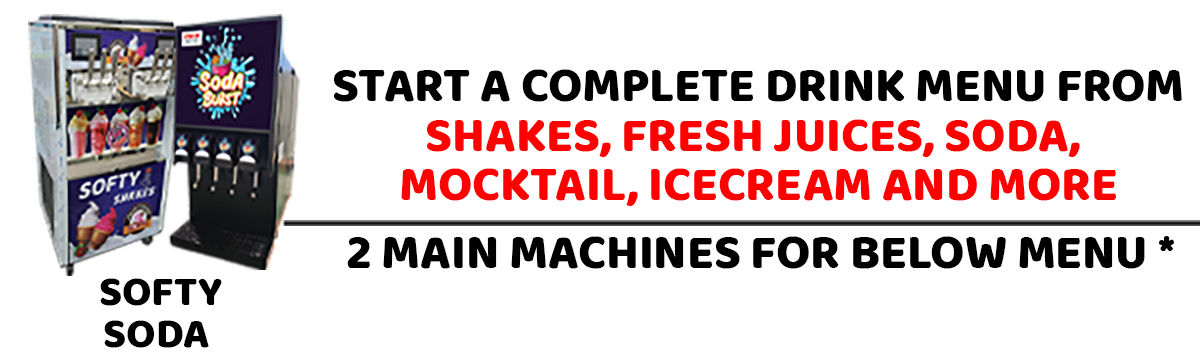 SODA
BURST
SOFTY
SHAKES
SOFTY
SODA
START A COMPLETE DRINK MENU FROM
SHAKES, FRESH JUICES, SODA,
MOCKTAIL, ICECREAM AND MORE
2 MAIN MACHINES FOR BELOW MENU *